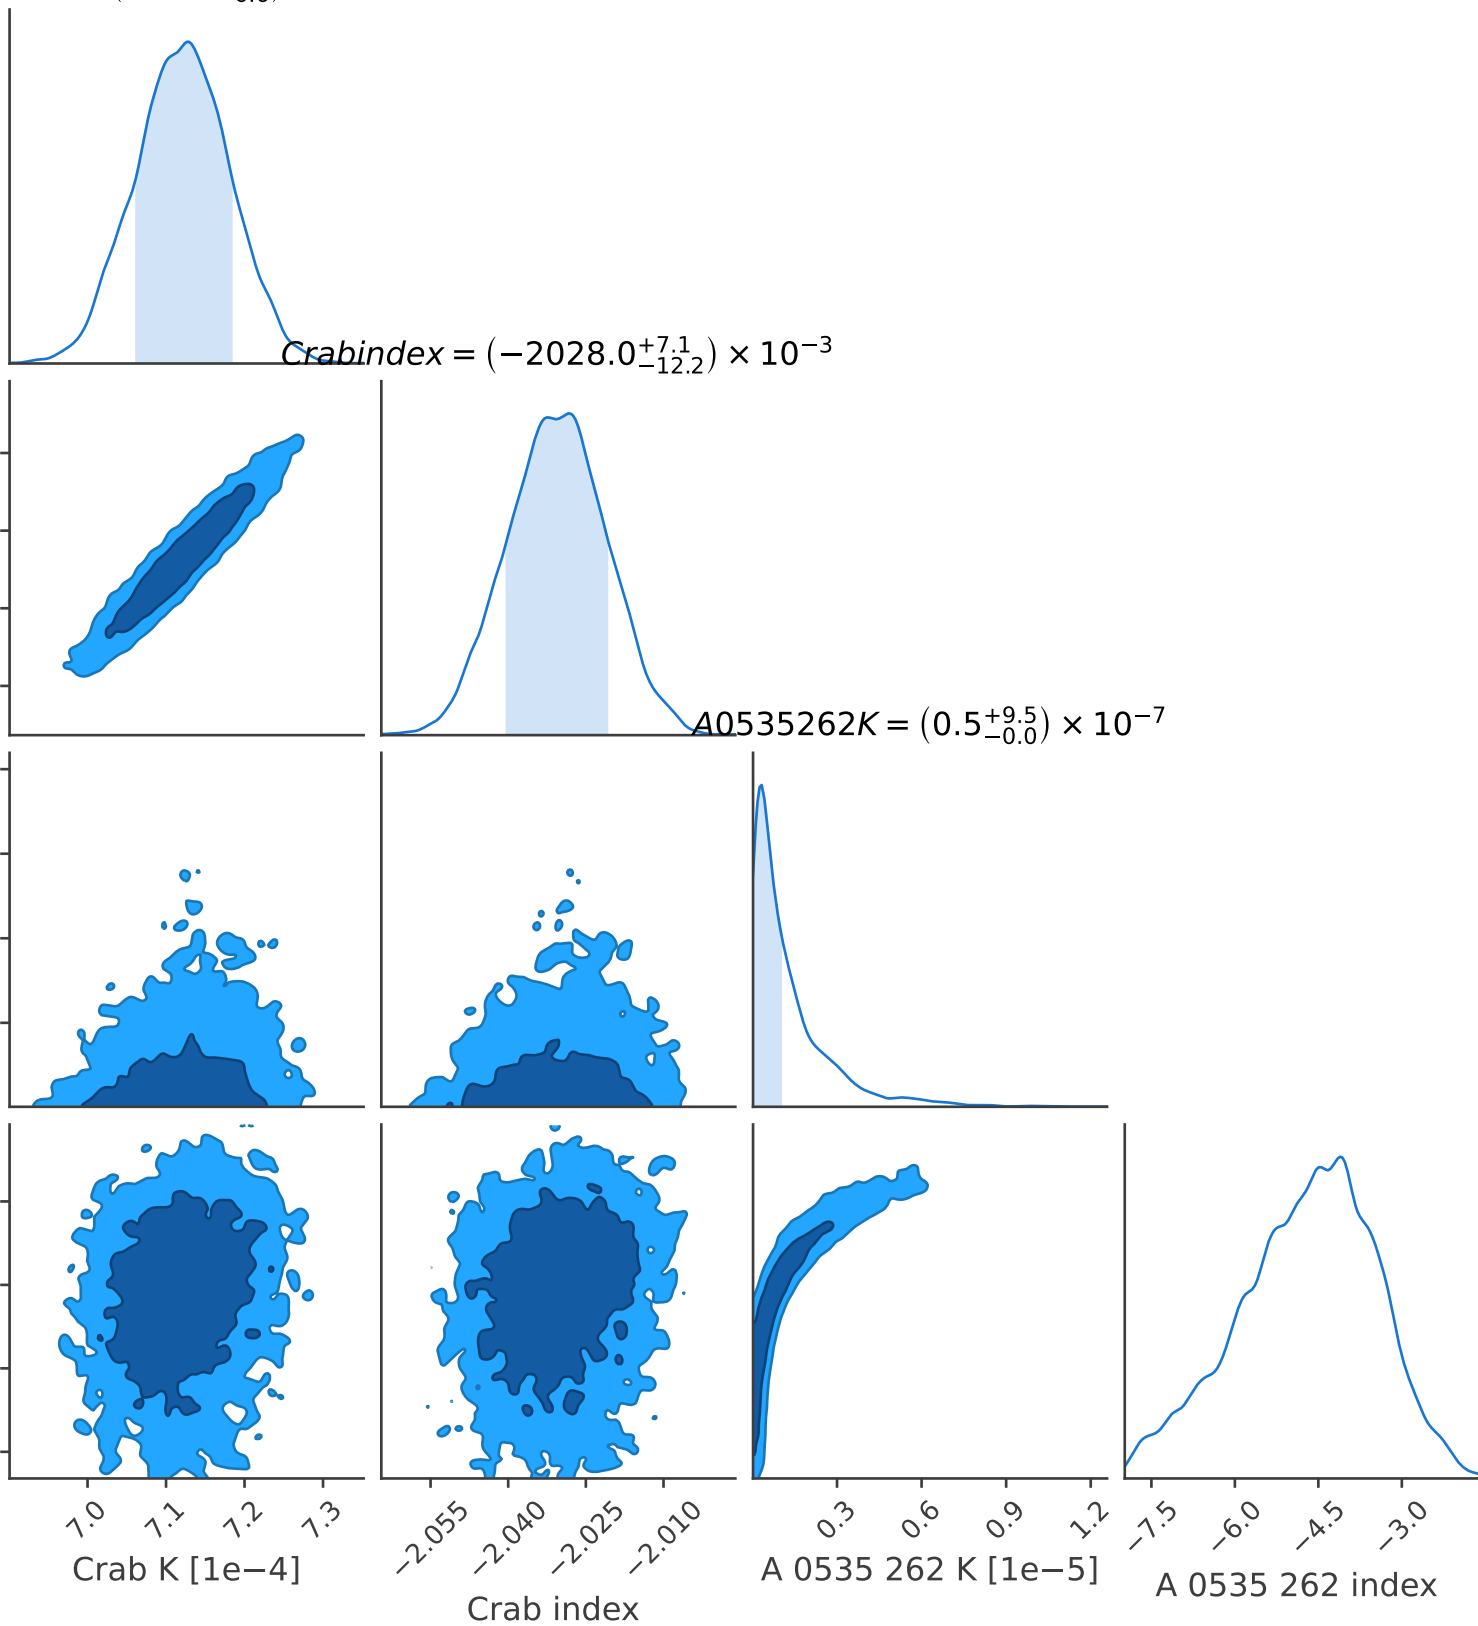 Crabindex = (−2028.0 +7.1 −12.2) × 10−3
A0535262K = (0.5 +9.5 −0.0) × 10−7
7.0 7.1 7.2 7.3
−2.055 −2.040 −2.025 −2.010
0.3 0.6 0.9 1.2
−7.5 −6.0 −4.5 −3.0
Crab K [1e−4]
Crab index
A 0535 262 K [1e−5]
A 0535 262 index